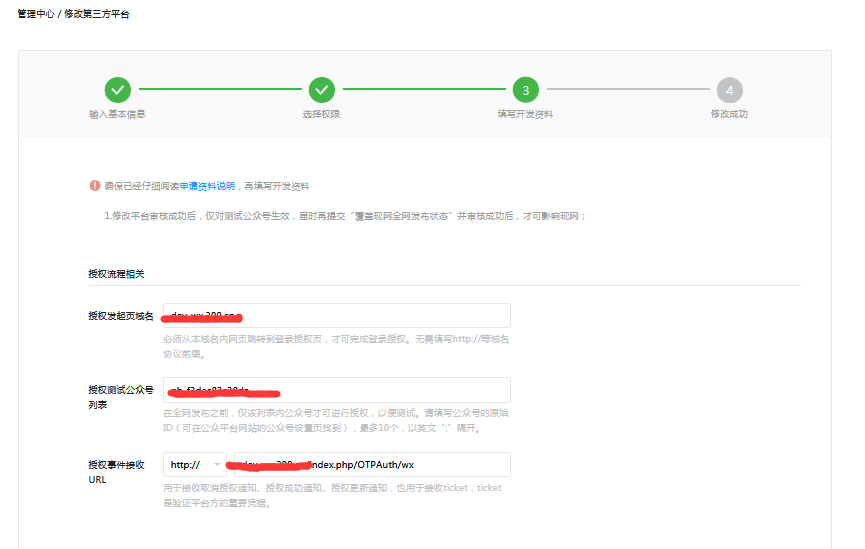 管理中心 / 修改第三方平台
3
4
输入基本信息
选择权限
填写开发资料
修改成功
确保已经仔细阅读申请资料说明，再填写开发资料
1.修改平台审核成功后，仅对测试公众号生效，届时再提交“覆盖现网全网发布状态”并审核成功后，才可影响现网；
授权流程相关
授权发起页域名
必须从本域名内网页跳转到登录授权页，才可完成登录授权。无需填写http://等域名
协议前缀。
授权测试公众号
列表
在全网发布之前，仅该列表内公众号才可进行授权，以便测试。请填写公众号的原始
ID（可在公众平台网站的公众号设置页找到），最多10个，以英文“;”隔开。
授权事件接收
URL
http://
/index.php/OTPAuth/wx
用于接收取消授权通知、授权成功通知、授权更新通知，也用于接收ticket，ticket
是验证平台方的重要凭据。